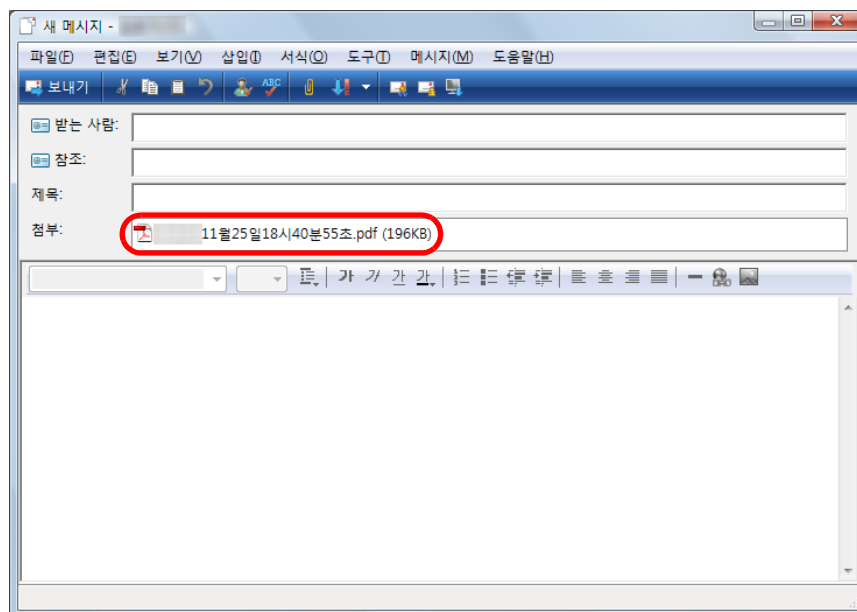 새 메시지 -
파일(F) 편집(E) 보기(V) 삽입(I) 서식(O) 도구(T) 메시지(M) 도움말(H)
보내기 ABC
받는 사람:
참조:
제목:
첨부: 11월25일18시40분55초.pdf (196KB)
가 가 가 가